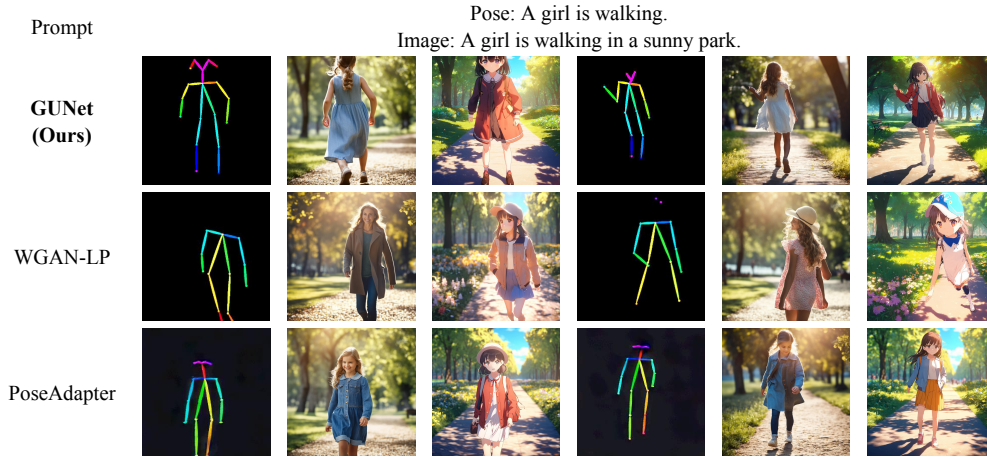 Prompt
Pose: A girl is walking.
Image: A girl is walking in a sunny park.
GUNet
(Ours)
WGAN-LP
PoseAdapter